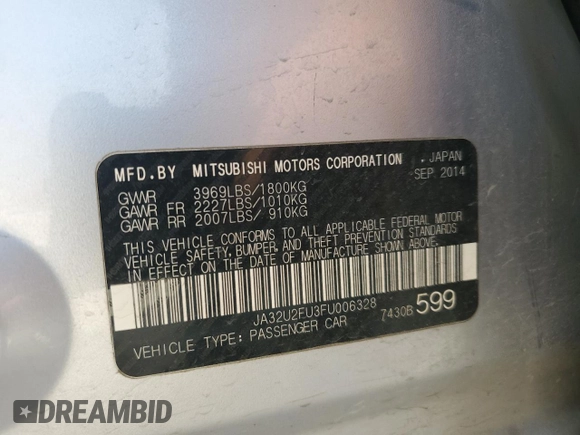 MFD.BY MITSUBISHI MOTORS CORPORATION JAPAN
GVWR 3969LBS/1800KG SEP.2014
GAWR FR 2227LBS/1010KG
GAWR RR 2007LBS/ 910KG
THIS VEHICLE CONFORMS TO ALL APPLICABLE FEDERAL MOTOR
VEHICLE SAFETY, BUMPER, AND THEFT PREVENTION STANDARDS
IN EFFECT ON THE DATE OF MANUFACTURE SHOWN ABOVE.
JA32U2FU3FU006328
VEHICLE TYPE: PASSENGER CAR 7430B 599
DREAMBID